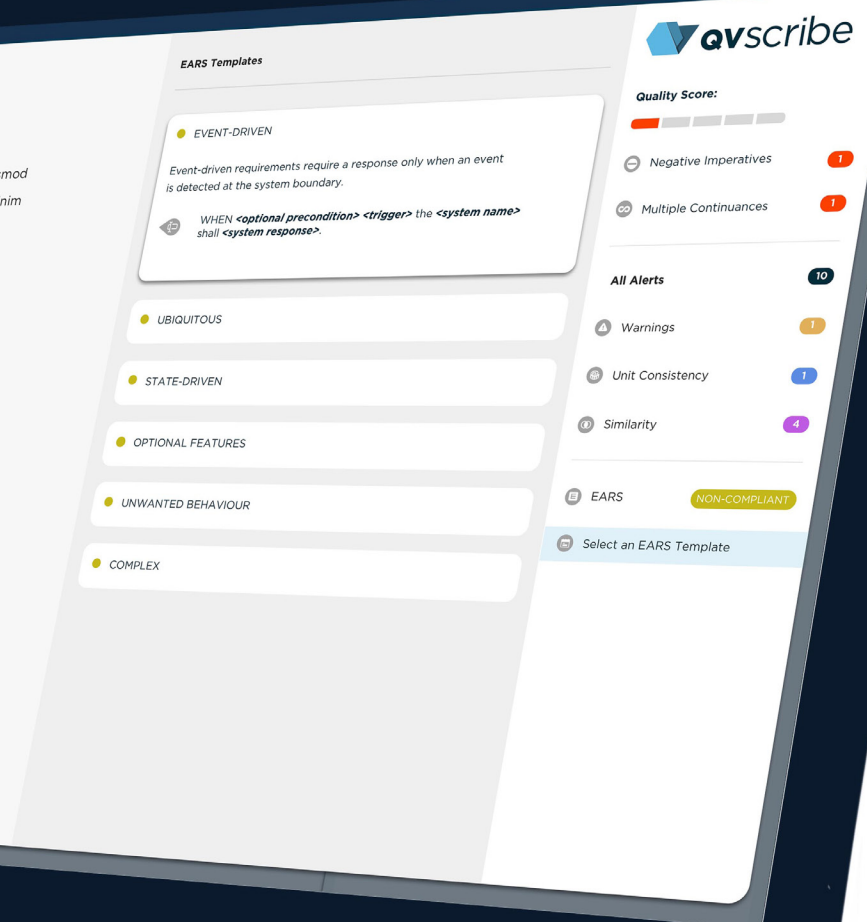 smod
nim
EARS Templates
EVENT-DRIVEN
Event-driven requirements require a response only when an event
is detected at the system boundary.
WHEN <optional precondition> <trigger> the <system name>
shall <system response>.
UBIQUITOUS
STATE-DRIVEN
OPTIONAL FEATURES
UNWANTED BEHAVIOUR
COMPLEX
QVscribe
Quality Score:
Negative Imperatives 1
Multiple Continuances 1
All Alerts 10
Warnings 1
Unit Consistency 1
Similarity 4
EARS NON-COMPLIANT
Select an EARS Template